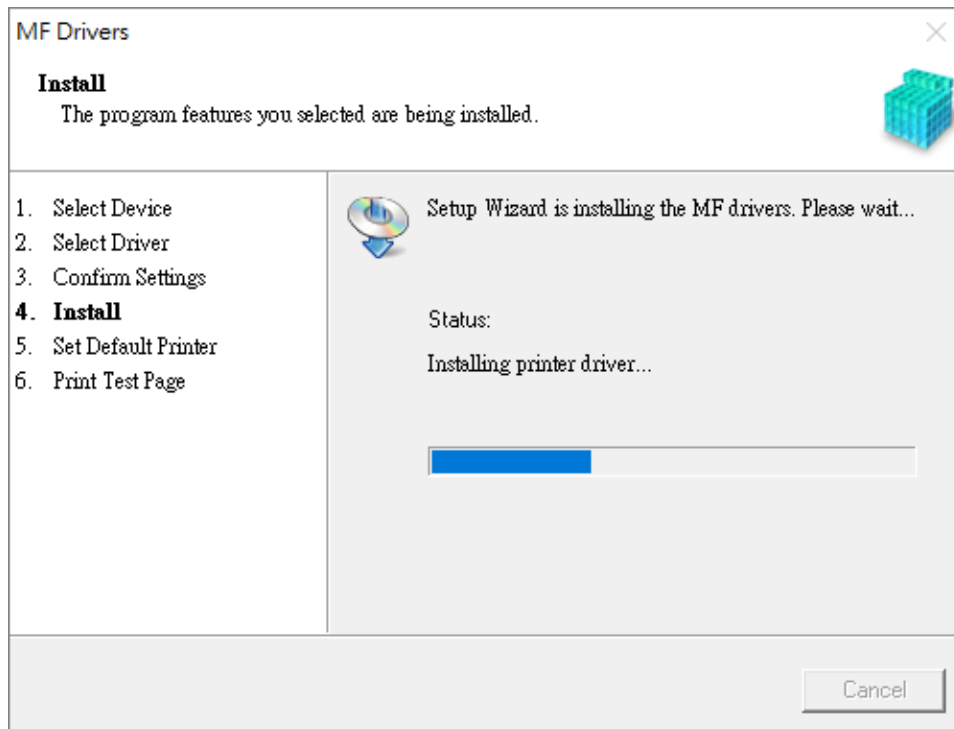 MF Drivers
Install
The program features you selected are being installed.
1. Select Device
2. Select Driver
3. Confirm Settings
4. Install
5. Set Default Printer
6. Print Test Page
Setup Wizard is installing the MF drivers. Please wait...
Status:
Installing printer driver...
Cancel